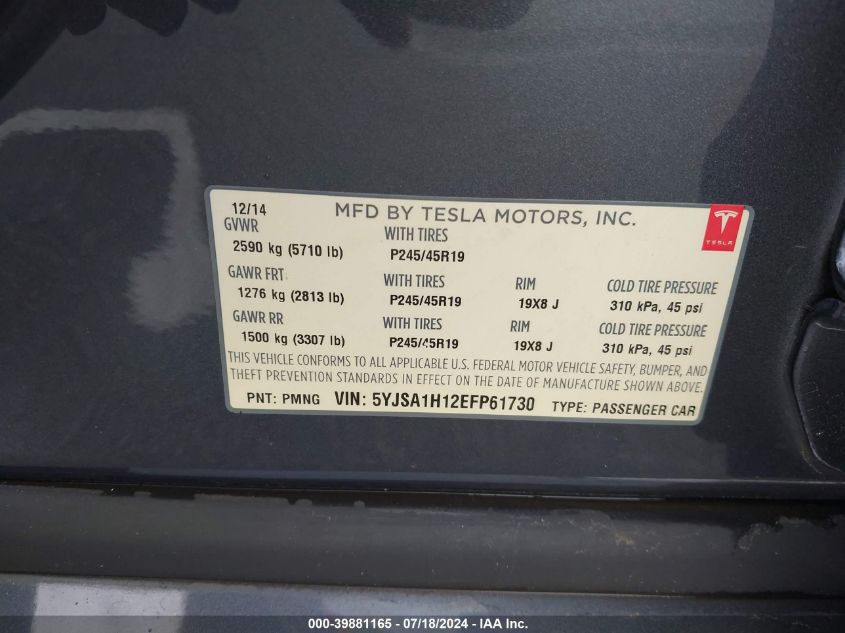 12/14 MFD BY TESLA MOTORS, INC.
GVWR WITH TIRES
2590 kg (5710 lb) P245/45R19
TESLA
GAWR FRT WITH TIRES RIM COLD TIRE PRESSURE
1276 kg (2813 lb) P245/45R19 19X8 J 310 kPa, 45 psi
GAWR RR WITH TIRES RIM COLD TIRE PRESSURE
1500 kg (3307 lb) P245/45R19 19X8 J 310 kPa, 45 psi
THIS VEHICLE CONFORMS TO ALL APPLICABLE U.S. FEDERAL MOTOR VEHICLE SAFETY, BUMPER, AND
THEFT PREVENTION STANDARDS IN EFFECT ON THE DATE OF MANUFACTURE SHOWN ABOVE.
PNT: PMNG VIN: 5YJSA1H12EFP61730 TYPE: PASSENGER CAR
000-39881165 - 07/18/2024 - IAA Inc.